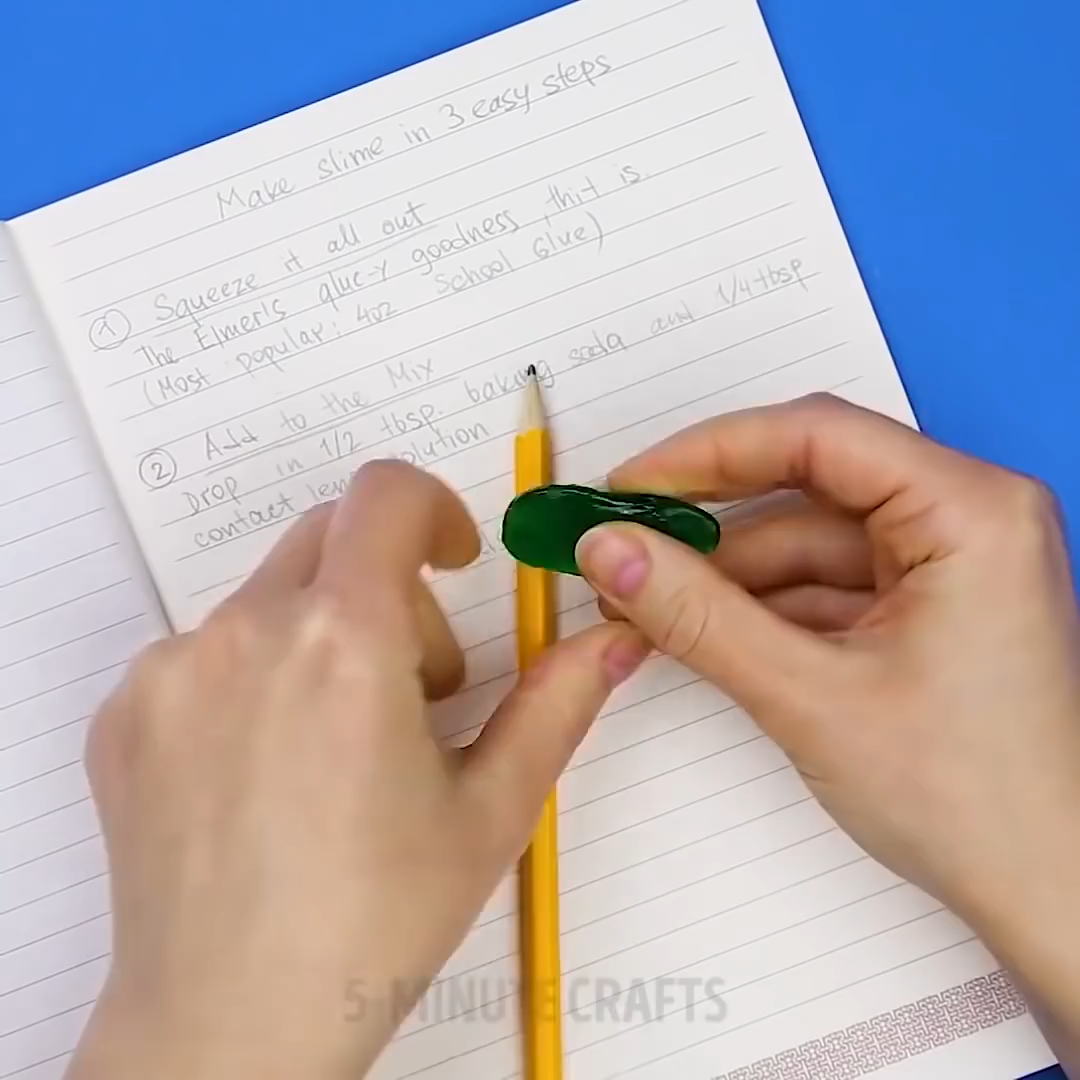 Make slime in 3 easy steps
① Squeeze it all out
The Elmer's gluc-y goodness, thit is.
(Most popular: 4oz School Glue)
② Add to the Mix
Drop in 1/2 tbsp. baking soda and 1/4 tbsp
contact lens solution
5-MINUTE CRAFTS